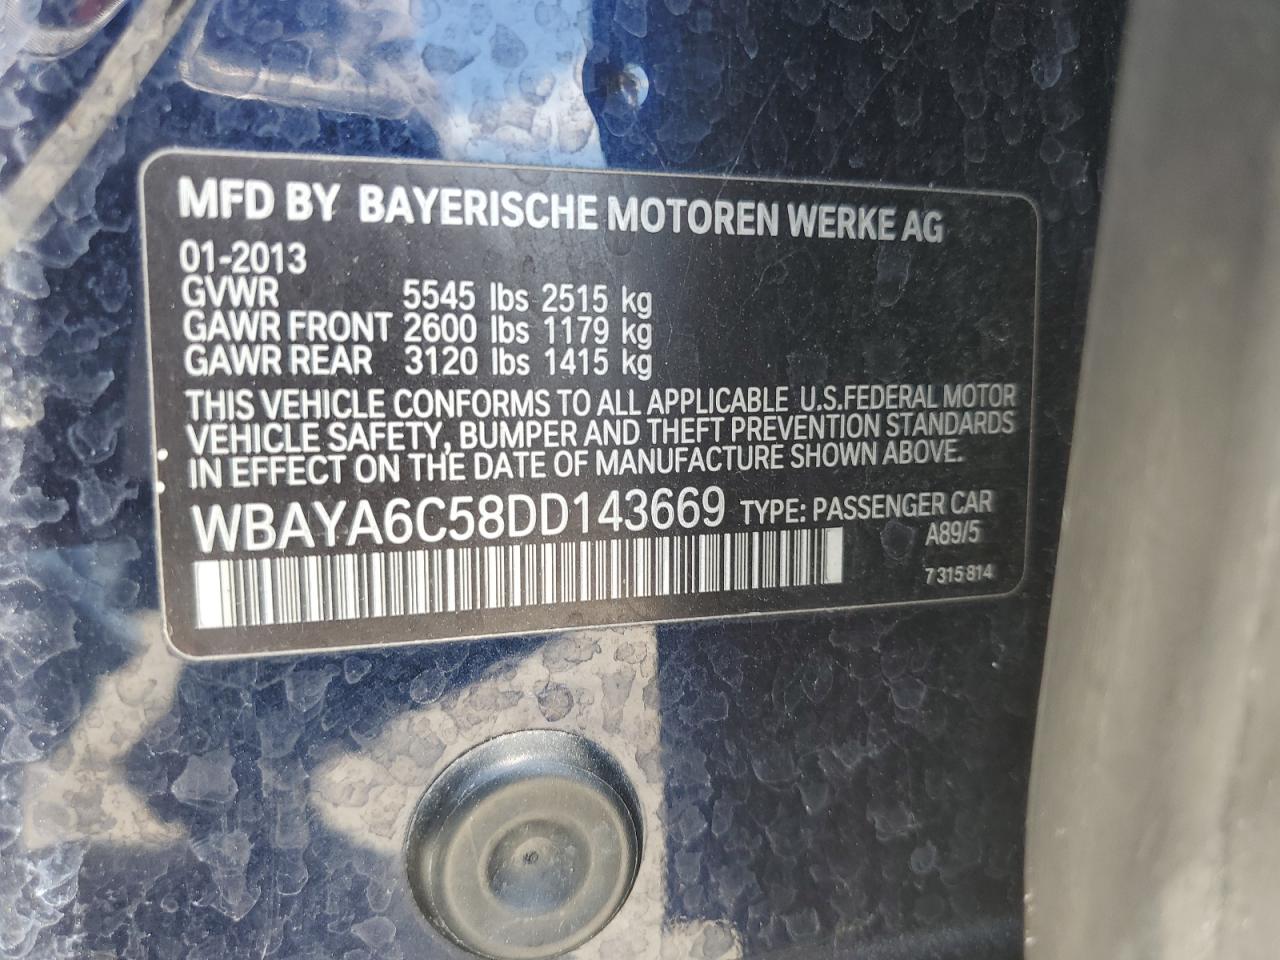 MFD BY BAYERISCHE MOTOREN WERKE AG
01-2013
GVWR 5545 lbs 2515 kg
GAWR FRONT 2600 lbs 1179 kg
GAWR REAR 3120 lbs 1415 kg
THIS VEHICLE CONFORMS TO ALL APPLICABLE U.S.FEDERAL MOTOR
VEHICLE SAFETY, BUMPER AND THEFT PREVENTION STANDARDS
IN EFFECT ON THE DATE OF MANUFACTURE SHOWN ABOVE.
WBAYA6C58DD143669 TYPE: PASSENGER CAR
A89/5
7 315 814